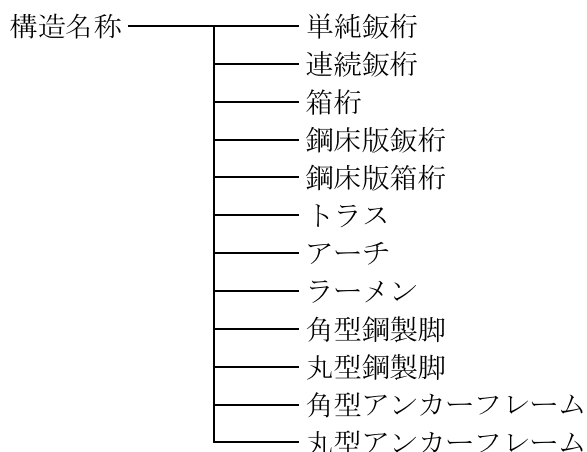 構造名称 単純鈑桁
連続鈑桁
箱桁
鋼床版鈑桁
鋼床版箱桁
トラス
アーチ
ラーメン
角型鋼製脚
丸型鋼製脚
角型アンカーフレーム
丸型アンカーフレーム